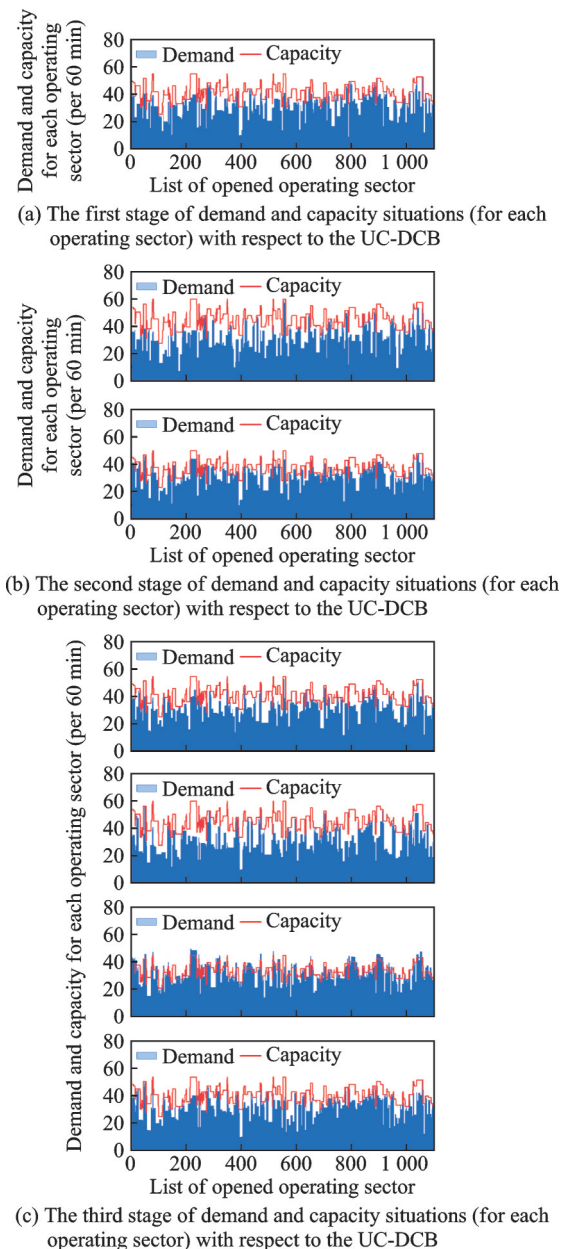 Demand and capacity
for each operating
sector (per 60 min)
80
60
40
20
0
Demand
Capacity
0
200
400
600
800
1 000
List of opened operating sector
(a) The first stage of demand and capacity situations (for each
operating sector) with respect to the UC-DCB
Demand and capacity
for each operating
sector (per 60 min)
80
60
40
20
0
Demand
Capacity
80
60
40
20
0
Demand
Capacity
0
200
400
600
800
1 000
List of opened operating sector
(b) The second stage of demand and capacity situations (for each
operating sector) with respect to the UC-DCB
Demand and capacity for each operating sector (per 60 min)
80
60
40
20
0
Demand
Capacity
80
60
40
20
0
Demand
Capacity
80
60
40
20
0
Demand
Capacity
80
60
40
20
0
Demand
Capacity
0
200
400
600
800
1 000
List of opened operating sector
(c) The third stage of demand and capacity situations (for each
operating sector) with respect to the UC-DCB